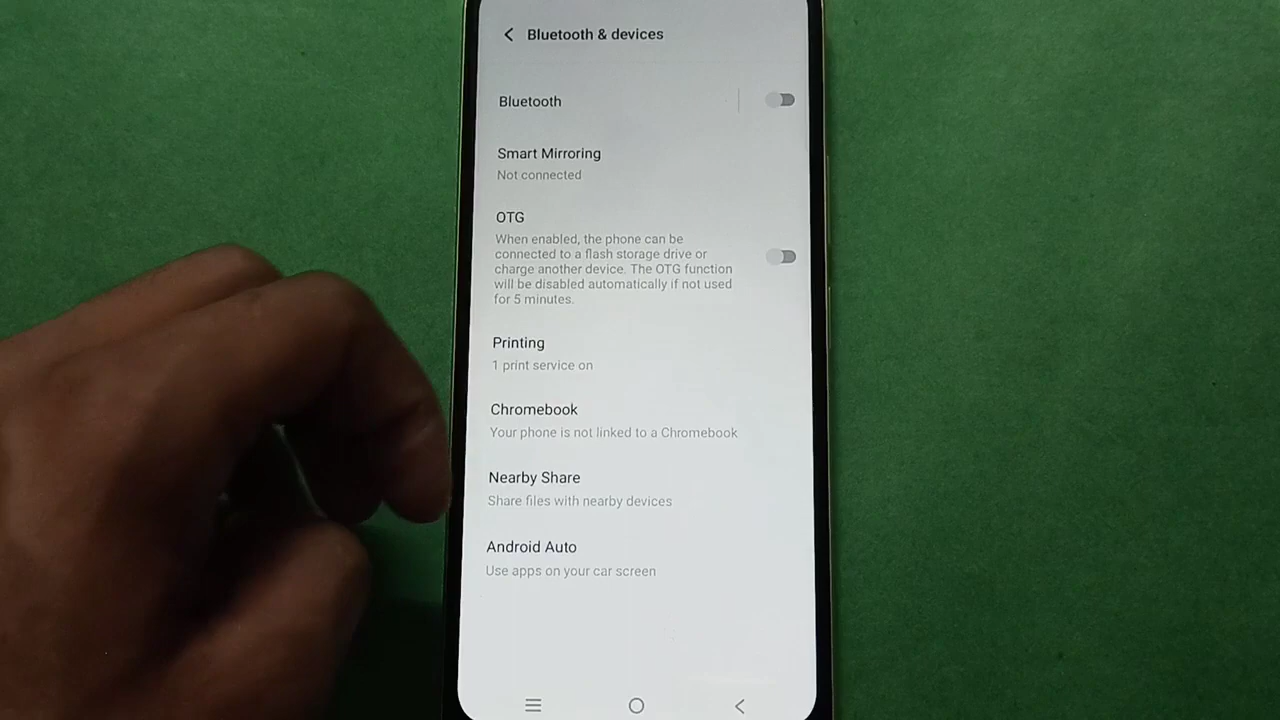 Bluetooth & devices
Bluetooth
Smart Mirroring
Not connected
OTG
When enabled, the phone can be
connected to a flash storage drive or
charge another device. The OTG function
will be disabled automatically if not used
for 5 minutes.
Printing
1 print service on
Chromebook
Your phone is not linked to a Chromebook
Nearby Share
Share files with nearby devices
Android Auto
Use apps on your car screen